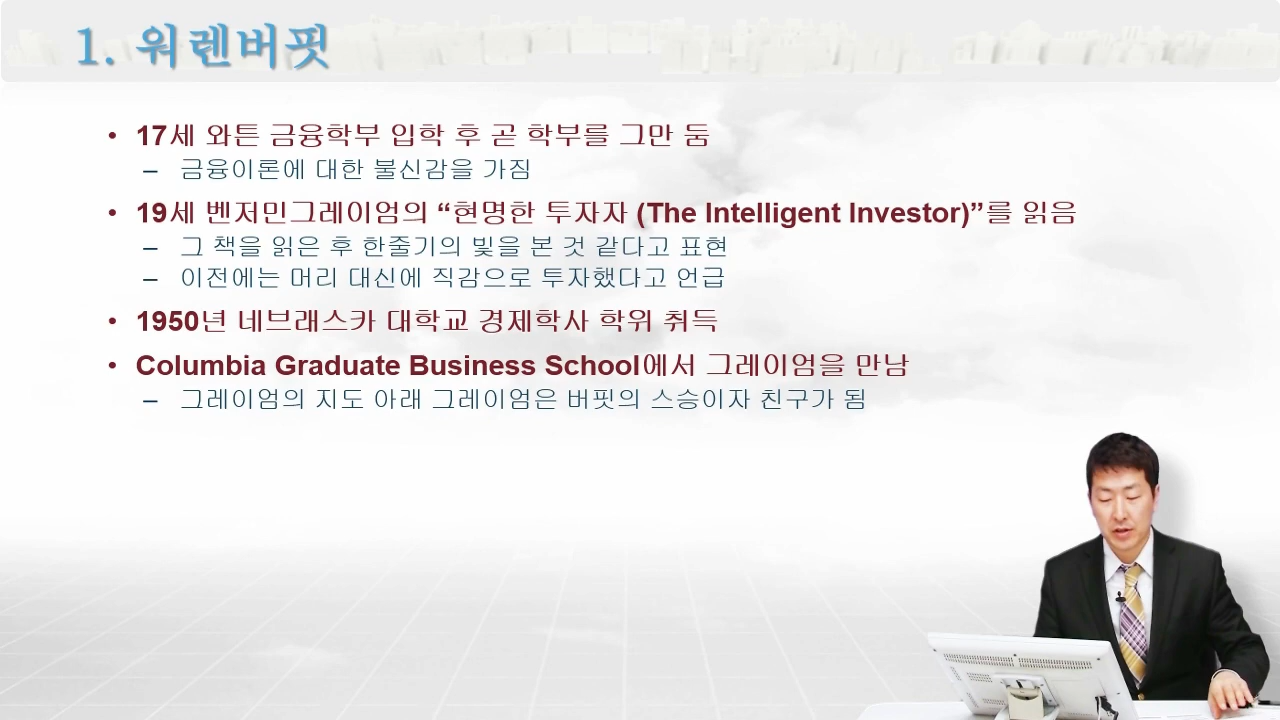 1. 워렌버핏
• 17세 와튼 금융학부 입학 후 곧 학부를 그만 둠
– 금융이론에 대한 불신감을 가짐
• 19세 벤저민그레이엄의 “현명한 투자자 (The Intelligent Investor)”를 읽음
– 그 책을 읽은 후 한줄기의 빛을 본 것 같다고 표현
– 이전에는 머리 대신에 직감으로 투자했다고 언급
• 1950년 네브래스카 대학교 경제학사 학위 취득
• Columbia Graduate Business School에서 그레이엄을 만남
– 그레이엄의 지도 아래 그레이엄은 버핏의 스승이자 친구가 됨